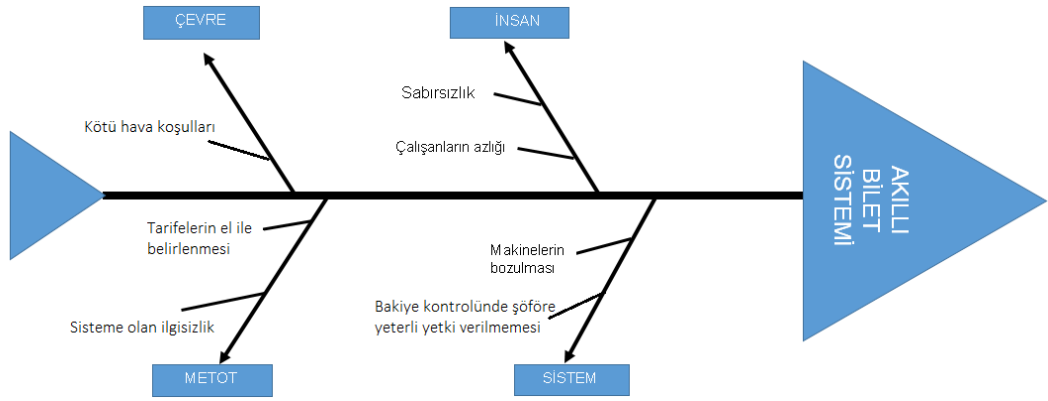 ÇEVRE
İNSAN
Sabırsızlık
Kötü hava koşulları
Çalışanların azlığı
AKILLI
BİLET
SİSTEMİ
Tarifelerin el ile
belirlenmesi
Makinelerin
bozulması
Sisteme olan ilgisizlik
Bakiye kontrolünde şöföre
yeterli yetki verilmemesi
METOT
SİSTEM